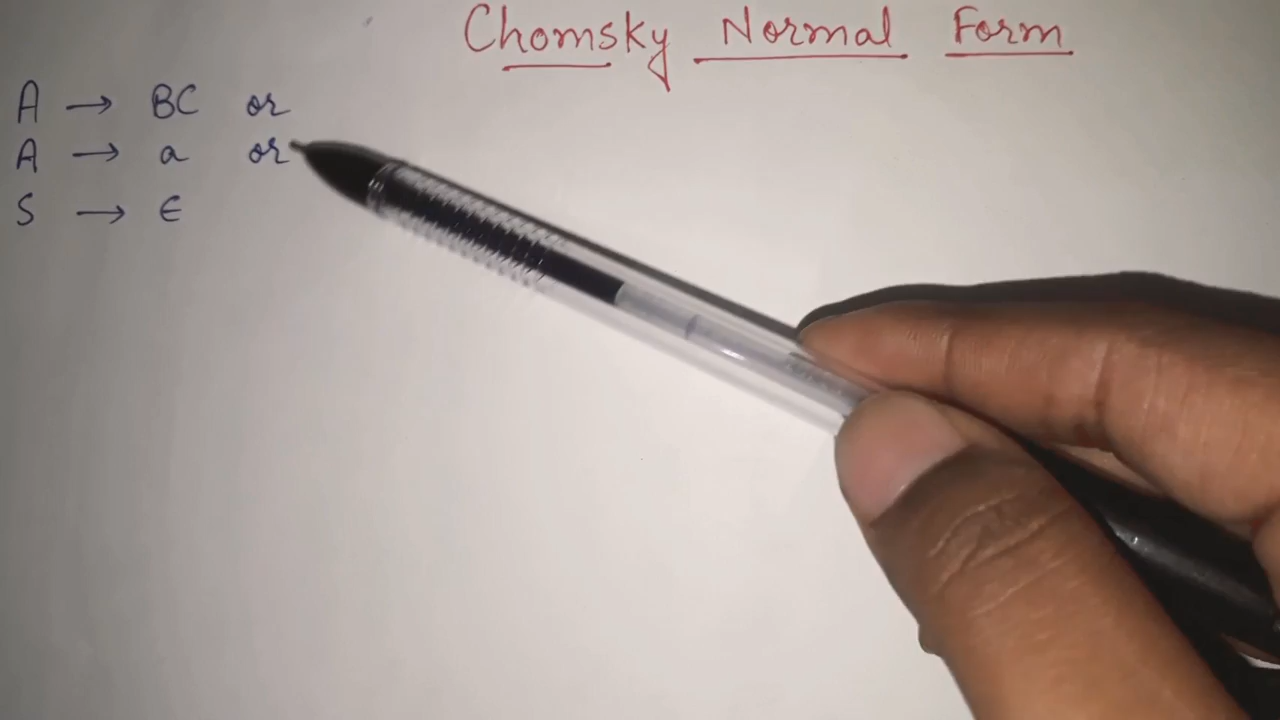 Chomsky Normal Form
A → BC or
A → a or
S → ∈